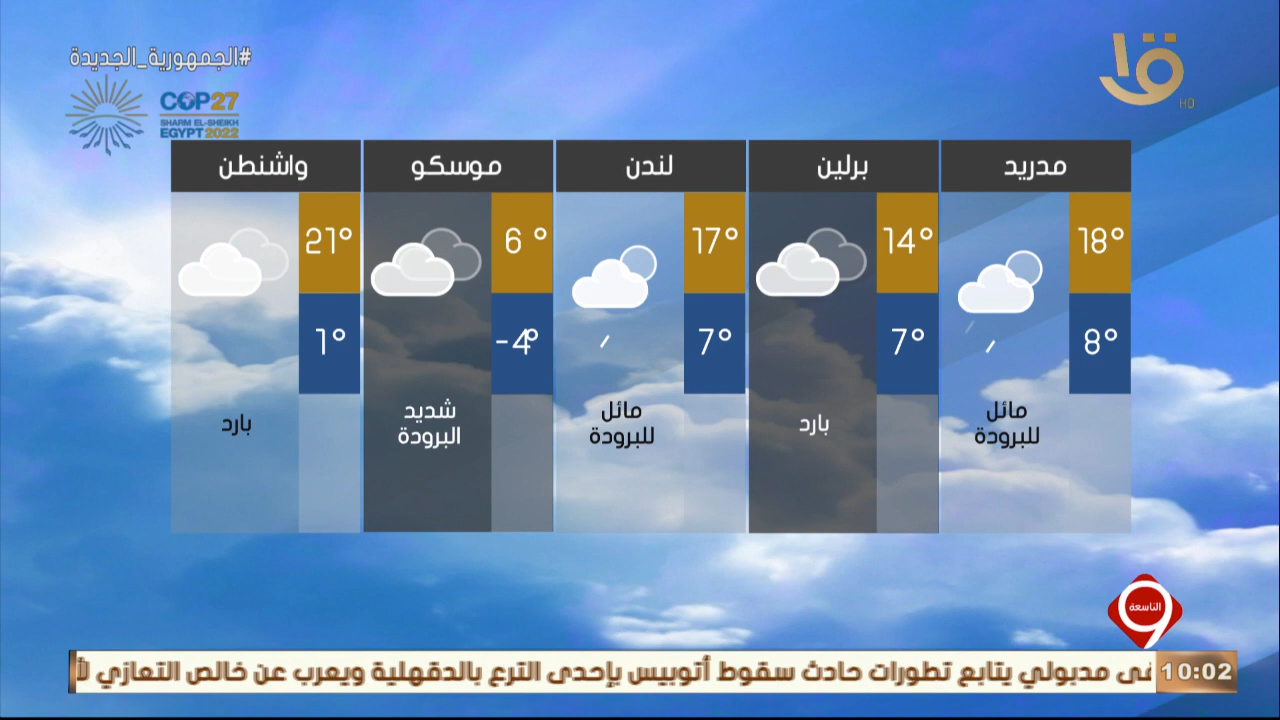 #الجمهورية_الجديدة
COP27
SHARM EL-SHEIKH
EGYPT 2022
HD
مدريد
18°
8°
مائل
للبرودة
برلين
14°
7°
بارد
لندن
17°
7°
مائل
للبرودة
موسكو
6°
-4°
شديد
البرودة
واشنطن
21°
1°
بارد
التاسعة
9
10:02
مدبولي يتابع تطورات حادث سقوط أتوبيس بإحدى الترع بالدقهلية ويعرب عن خالص التعازي